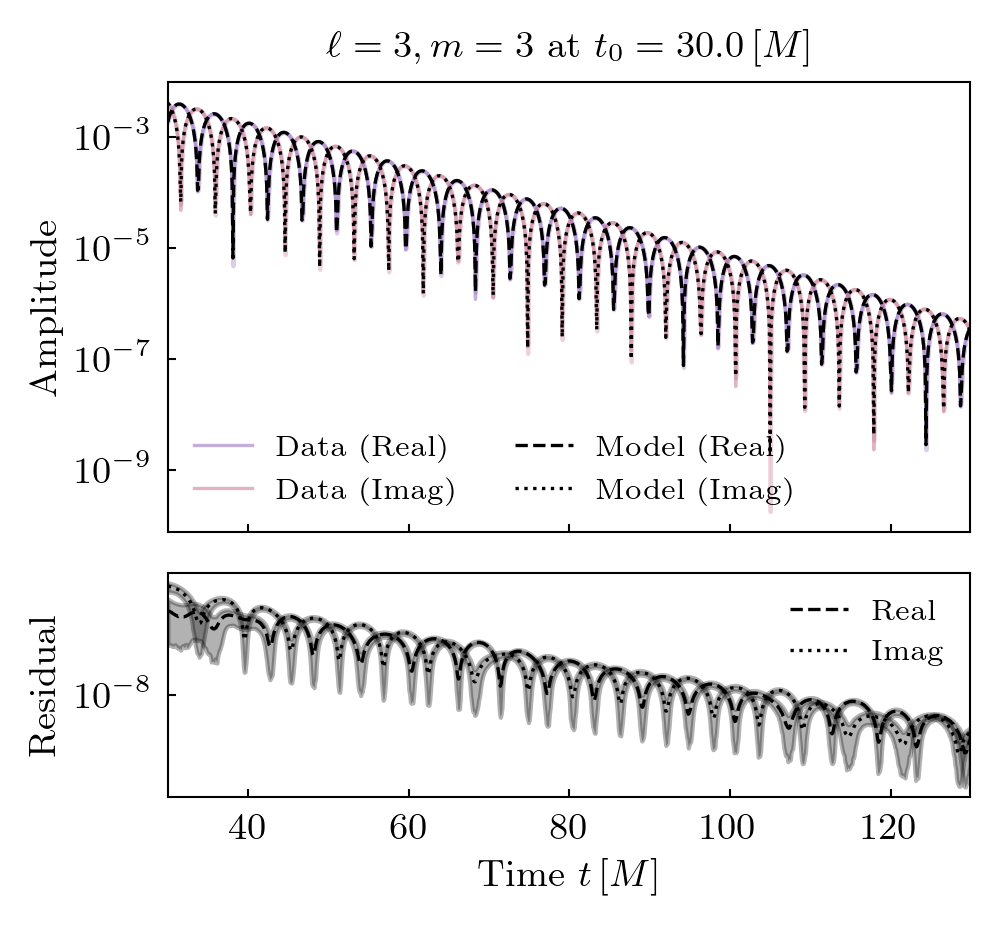 ℓ = 3, m = 3 at t₀ = 30.0 [M]
10⁻³
10⁻⁵
10⁻⁷
10⁻⁹
Amplitude
Data (Real)
Data (Imag)
Model (Real)
Model (Imag)
Residual
10⁻⁸
Real
Imag
40 60 80 100 120
Time t [M]